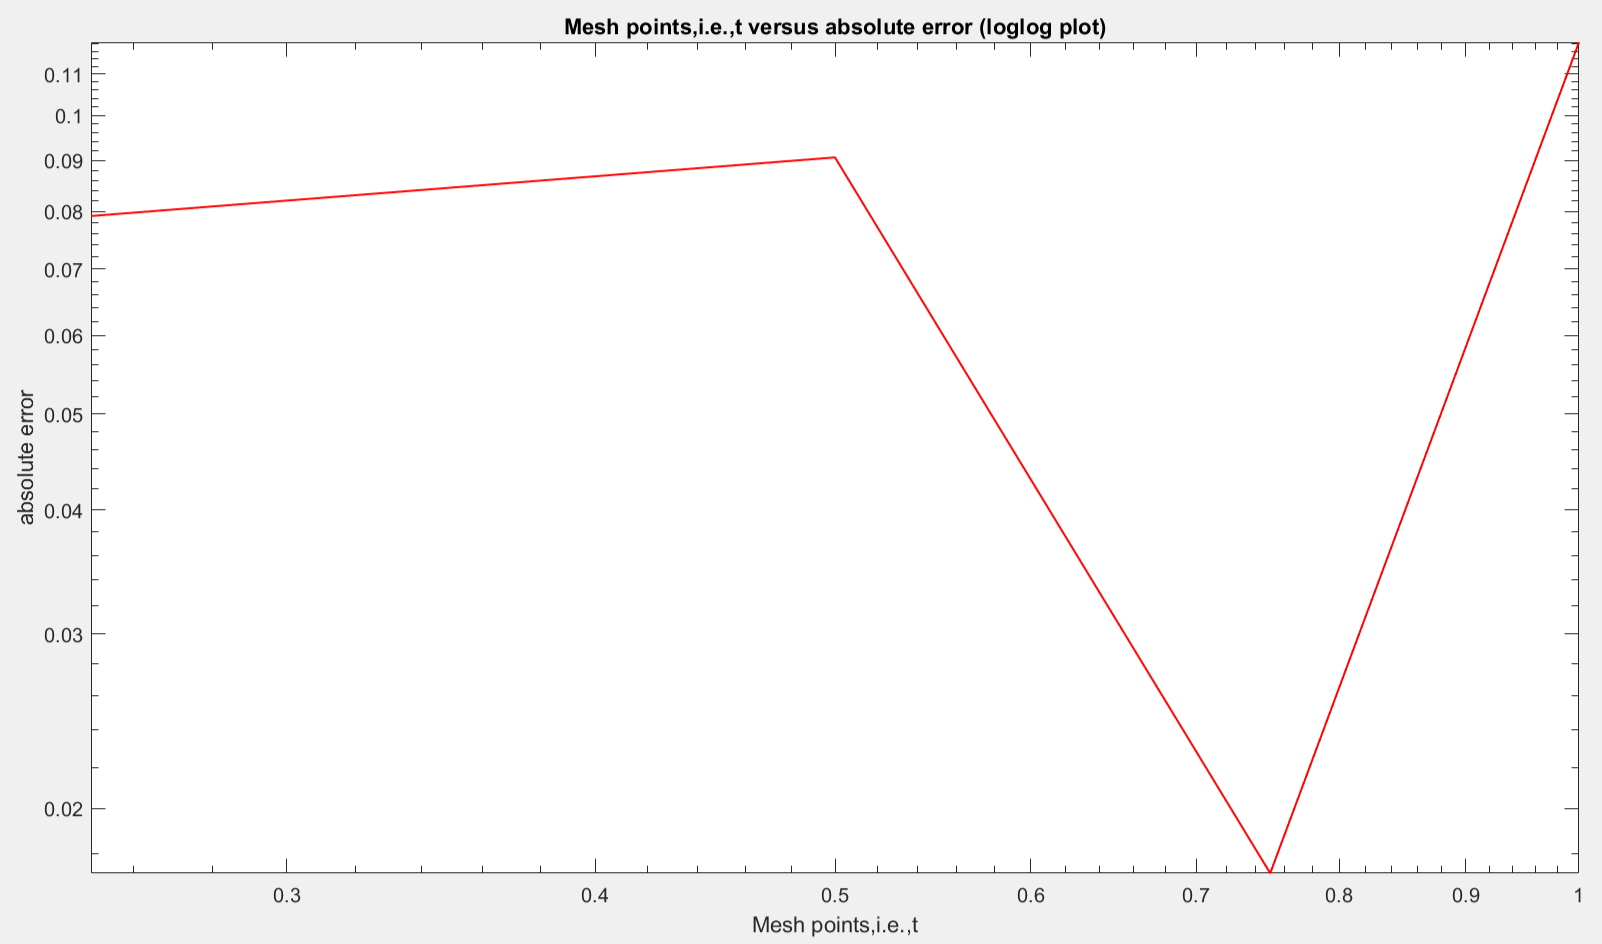 Mesh points,i.e.,t versus absolute error (loglog plot)
0.11
0.1
0.09
0.08
0.07
0.06
0.05
0.04
0.03
0.02
absolute error
0.3 0.4 0.5 0.6 0.7 0.8 0.9 1
Mesh points,i.e.,t